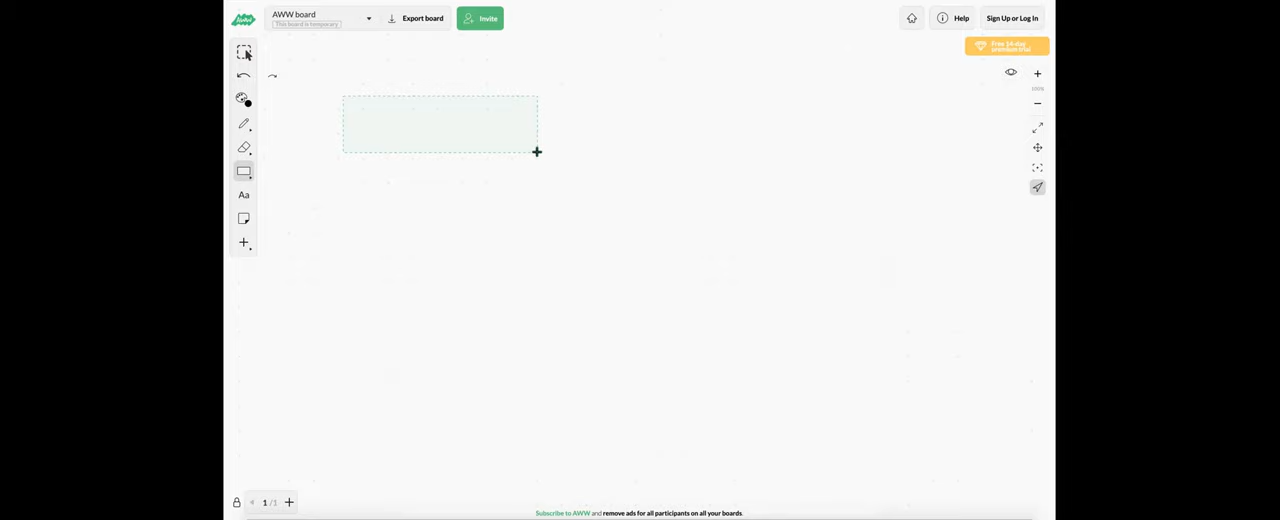 AWW
AWW board
This board is temporary
Export board
Invite
Help
Sign Up or Log In
Free 14-day
premium trial
100%
Aa
1 /1
Subscribe to AWW and remove ads for all participants on all your boards.